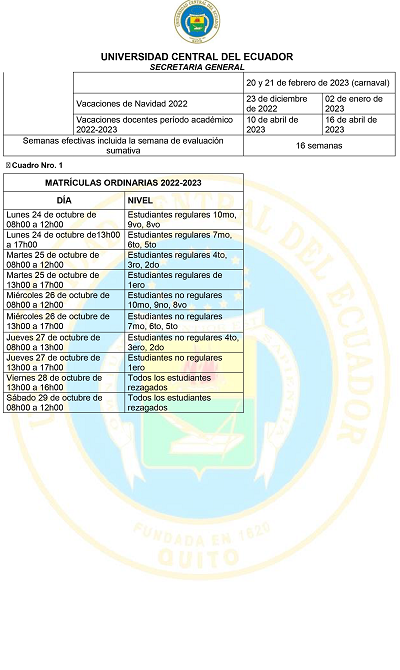 UNIVERSIDAD CENTRAL DEL ECUADOR
SECRETARIA GENERAL
20 y 21 de febrero de 2023 (carnaval)
Vacaciones de Navidad 2022
23 de diciembre de 2022
02 de enero de 2023
Vacaciones docentes período académico 2022-2023
10 de abril de 2023
16 de abril de 2023
Semanas efectivas incluida la semana de evaluación sumativa
16 semanas
Cuadro Nro. 1
MATRÍCULAS ORDINARIAS 2022-2023
DÍA
NIVEL
Lunes 24 de octubre de 08h00 a 12h00
Estudiantes regulares 10mo, 9vo, 8vo
Lunes 24 de octubre de13h00 a 17h00
Estudiantes regulares 7mo, 6to, 5to
Martes 25 de octubre de 08h00 a 12h00
Estudiantes regulares 4to, 3ro, 2do
Martes 25 de octubre de 13h00 a 17h00
Estudiantes regulares de 1ero
Miércoles 26 de octubre de 08h00 a 12h00
Estudiantes no regulares 10mo, 9no, 8vo
Miércoles 26 de octubre de 13h00 a 17h00
Estudiantes no regulares 7mo, 6to, 5to
Jueves 27 de octubre de 08h00 a 13h00
Estudiantes no regulares 4to, 3ero, 2do
Jueves 27 de octubre de 13h00 a 17h00
Estudiantes no regulares 1ero
Viernes 28 de octubre de 13h00 a 16h00
Todos los estudiantes rezagados
Sábado 29 de octubre de 08h00 a 12h00
Todos los estudiantes rezagados
FUNDADA EN 1620
QUITO